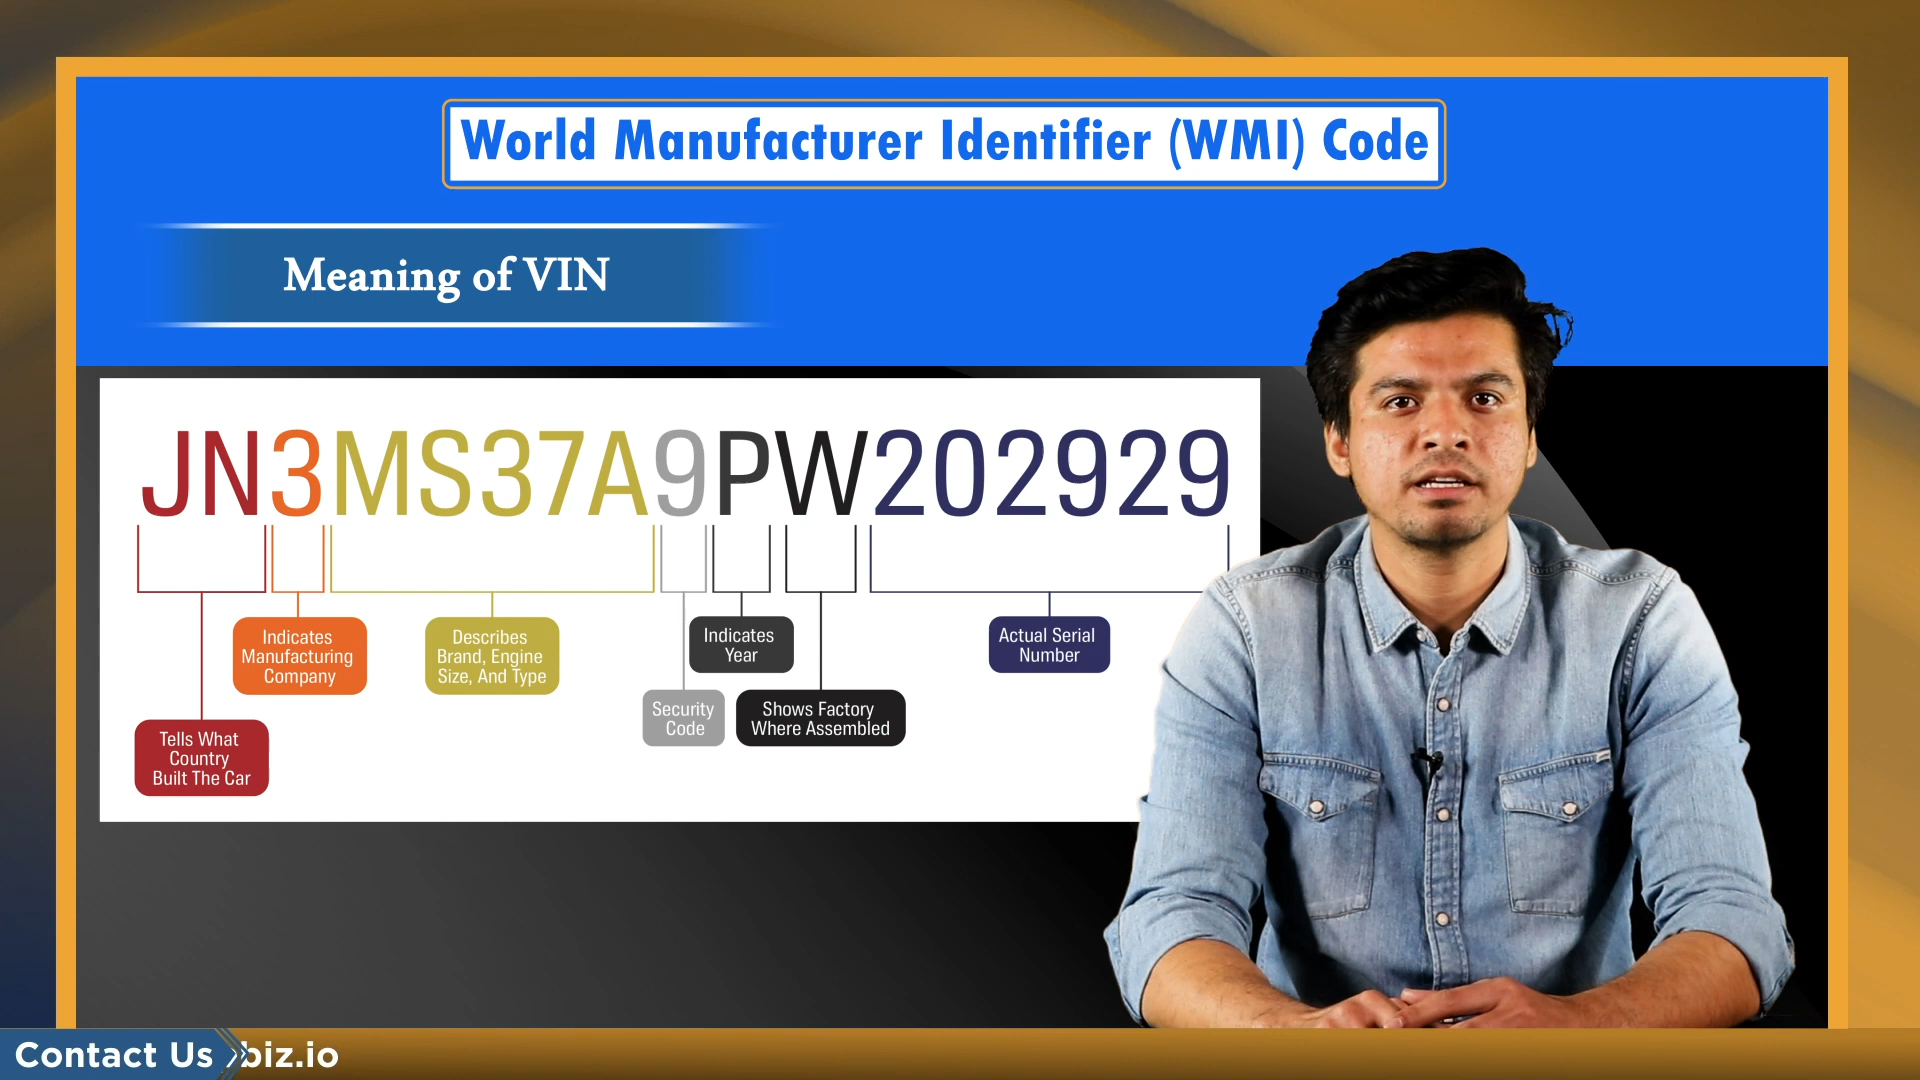 World Manufacturer Identifier (WMI) Code
Meaning of VIN
JN3MS37A9PW202929
Indicates
Manufacturing
Company
Describes
Brand, Engine
Size, And Type
Indicates
Year
Actual Serial
Number
Security
Code
Shows Factory
Where Assembled
Tells What
Country
Built The Car
Contact Us
biz.io